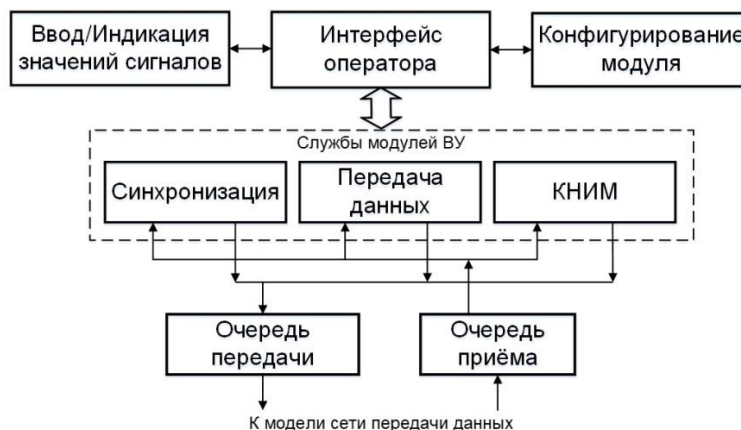 Ввод/Индикация
значений сигналов
Интерфейс
оператора
Конфигурирование
модуля
Службы модулей ВУ
Синхронизация
Передача
данных
КНИМ
Очередь
передачи
Очередь
приёма
К модели сети передачи данных